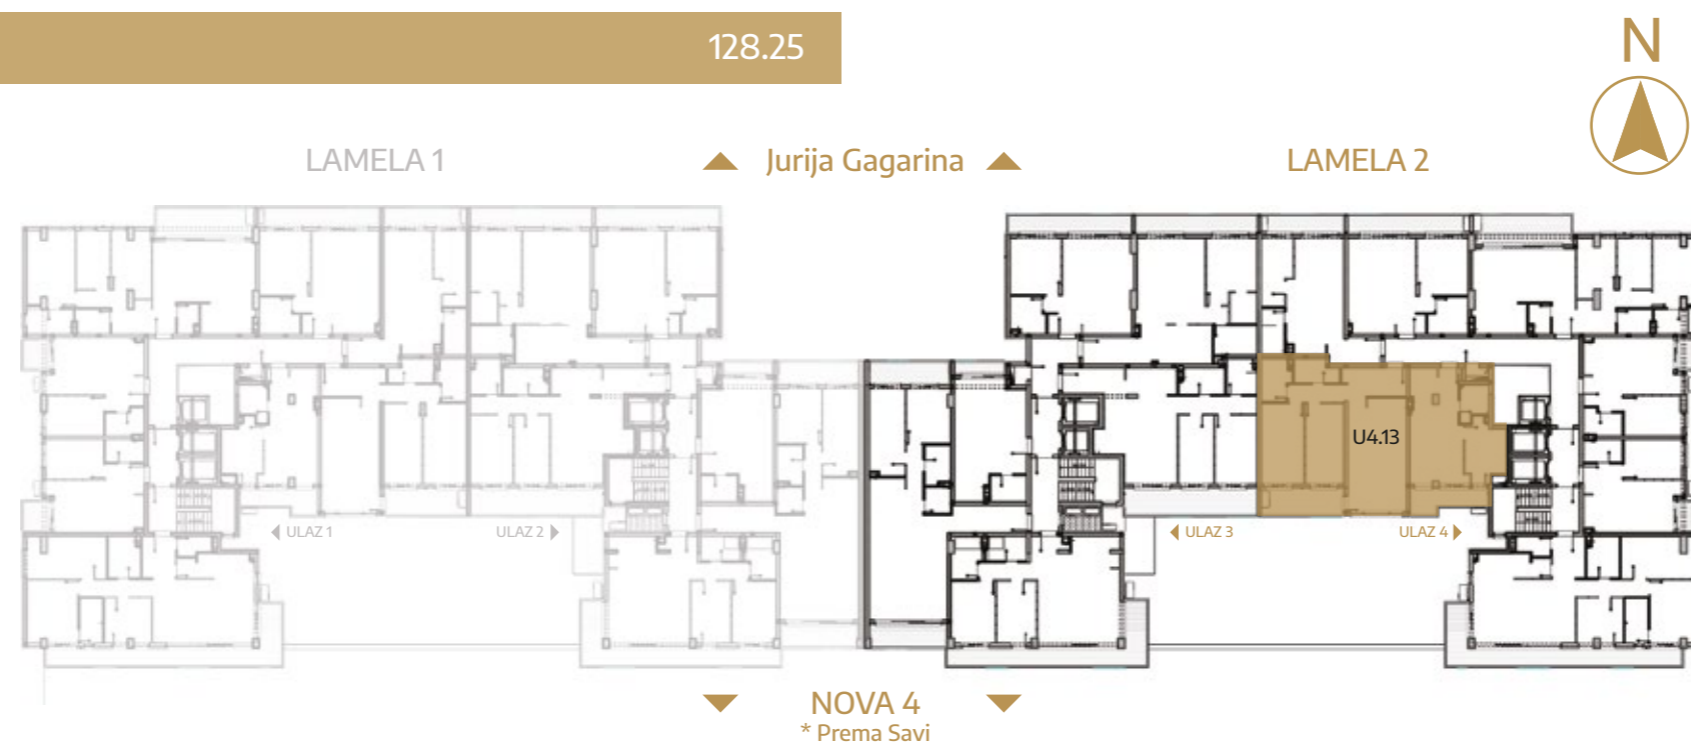 128.25
N
LAMELA 1
Jurija Gagarina
LAMELA 2
U4.13
ULAZ 1
ULAZ 2
ULAZ 3
ULAZ 4
NOVA 4
* Prema Savi